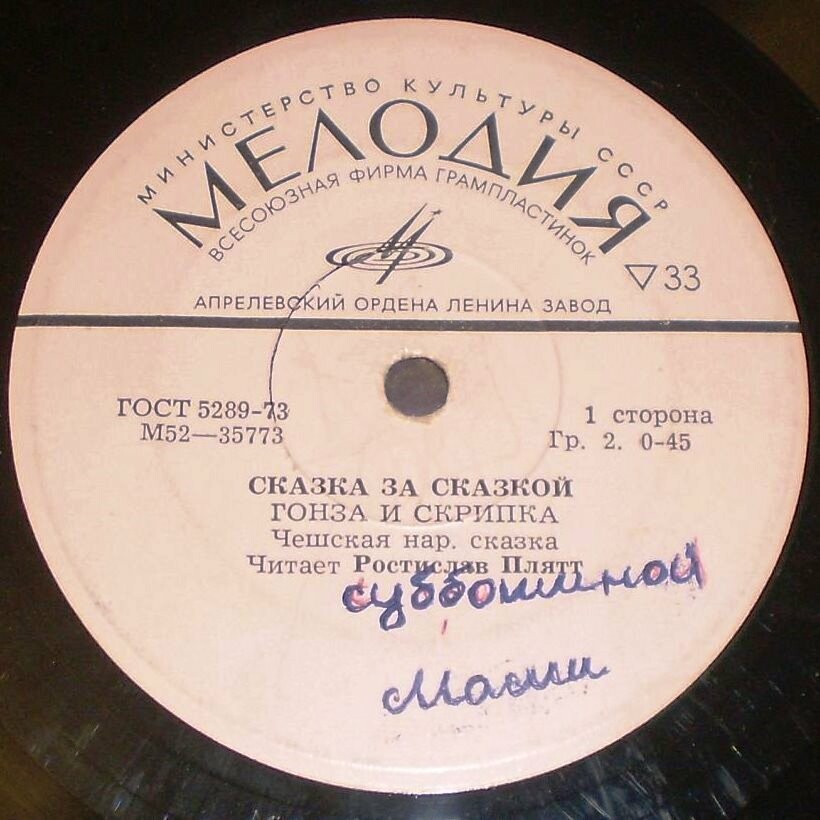 МИНИСТЕРСТВО КУЛЬТУРЫ СССР
МЕЛОДИЯ
ВСЕСОЮЗНАЯ ФИРМА ГРАМПЛАСТИНОК
33
АПРЕЛЕВСКИЙ ОРДЕНА ЛЕНИНА ЗАВОД
ГОСТ 5289-73
1 сторона
М52—35773
Гр. 2. 0-45
СКАЗКА ЗА СКАЗКОЙ
ГОНЗА И СКРИПКА
Чешская нар. сказка
Читает Ростислав Плятт
субботиной
Маши